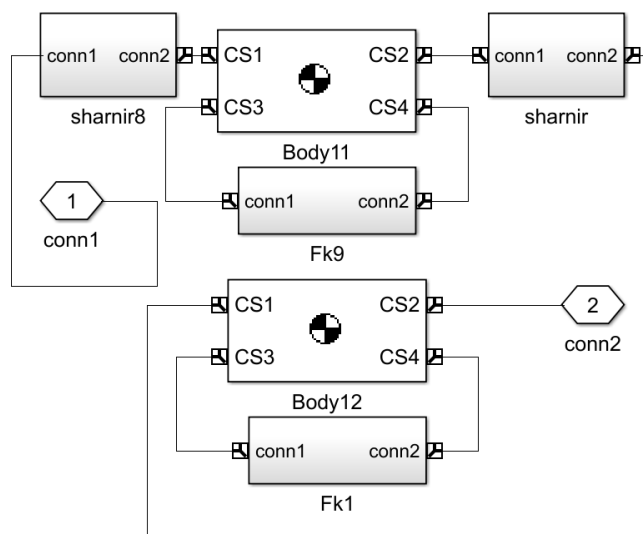 conn1 conn2 CS1 CS2 conn1 conn2
CS3 CS4
sharnir8 sharnir
Body11
1 conn1 conn2
conn1
Fk9
CS1 CS2 2
conn2
CS3 CS4
Body12
conn1 conn2
Fk1